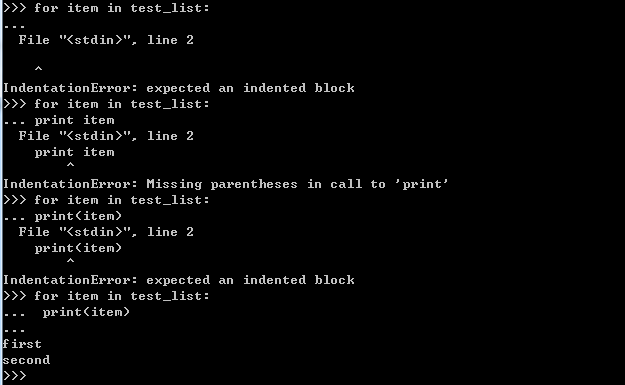 >>> for item in test_list:
...
  File "<stdin>", line 2

    ^
IndentationError: expected an indented block
>>> for item in test_list:
... print item
  File "<stdin>", line 2
    print item
        ^
IndentationError: Missing parentheses in call to 'print'
>>> for item in test_list:
... print(item)
  File "<stdin>", line 2
    print(item)
        ^
IndentationError: expected an indented block
>>> for item in test_list:
...  print(item)
...
first
second
>>>